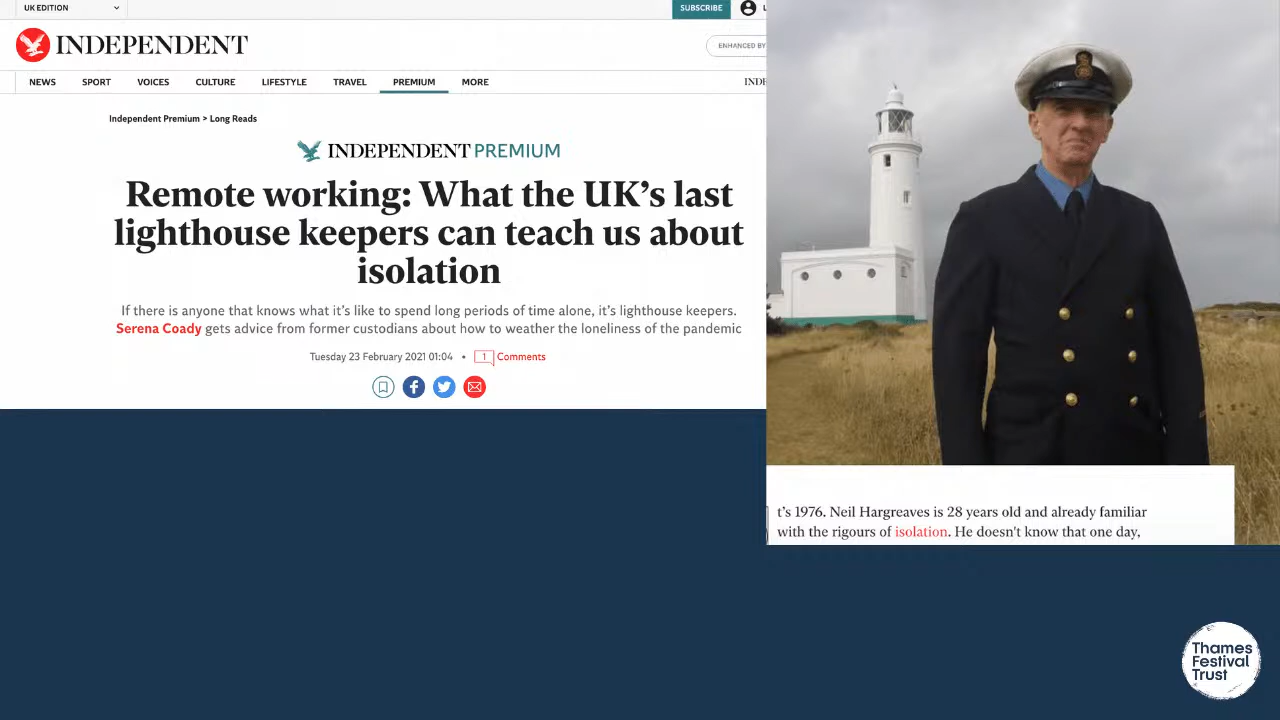 UK EDITION
SUBSCRIBE
L
INDEPENDENT
ENHANCED BY
NEWS SPORT VOICES CULTURE LIFESTYLE TRAVEL PREMIUM MORE
INDE
Independent Premium > Long Reads
INDEPENDENT PREMIUM
Remote working: What the UK's last
lighthouse keepers can teach us about
isolation
If there is anyone that knows what it's like to spend long periods of time alone, it's lighthouse keepers.
Serena Coady gets advice from former custodians about how to weather the loneliness of the pandemic
Tuesday 23 February 2021 01:04 • 1 Comments
t's 1976. Neil Hargreaves is 28 years old and already familiar
with the rigours of isolation. He doesn't know that one day,
Thames
Festival
Trust